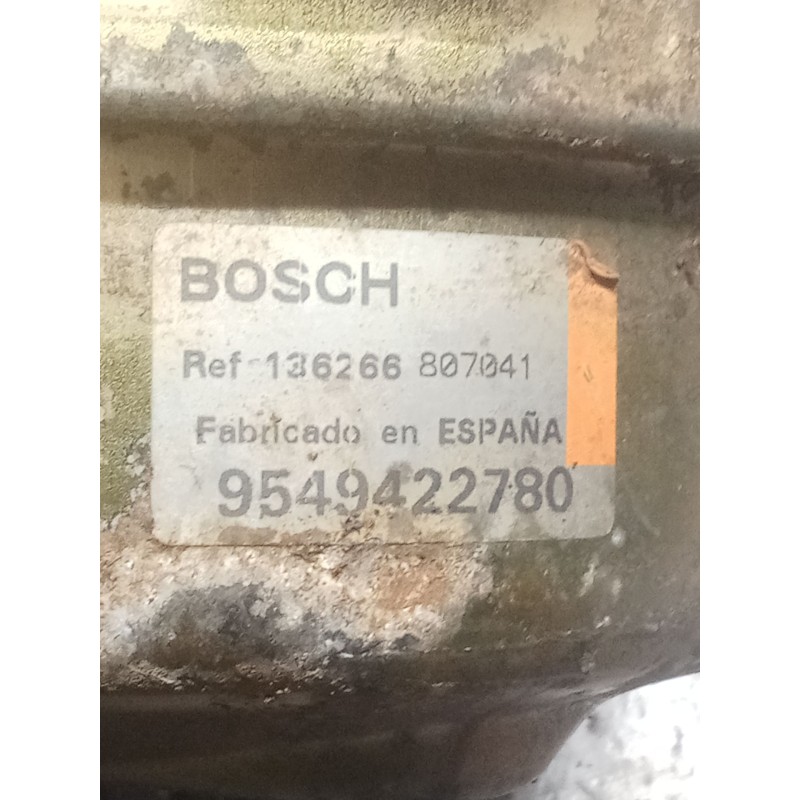 BOSCH
Ref 136266 807041
Fabricado en ESPAÑA
9549422780